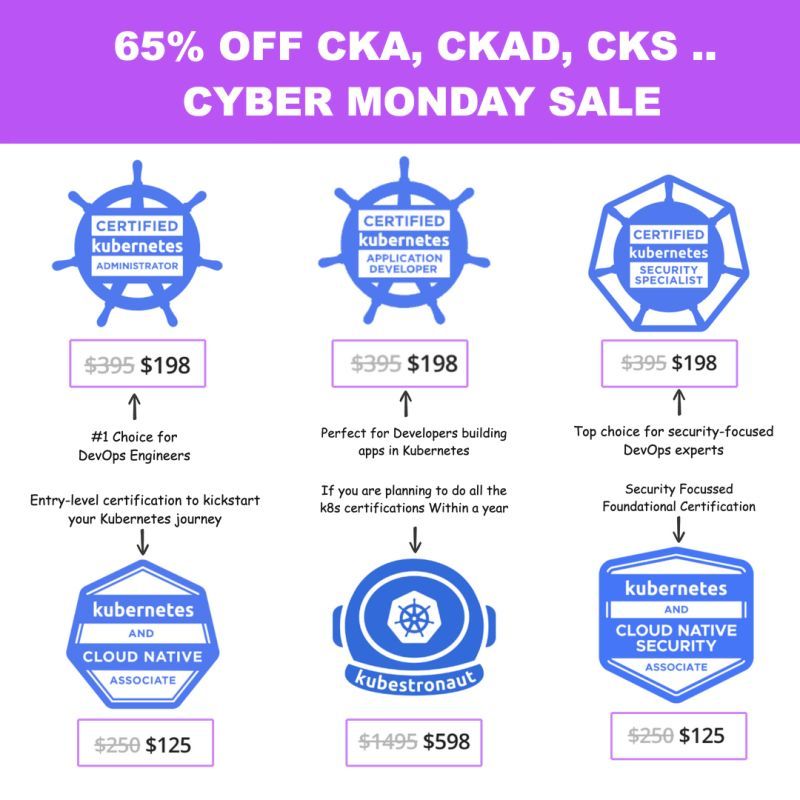 65% OFF CKA, CKAD, CKS ..
CYBER MONDAY SALE
CERTIFIED
kubernetes
ADMINISTRATOR
$395 $198
#1 Choice for
DevOps Engineers
CERTIFIED
kubernetes
APPLICATION
DEVELOPER
$395 $198
Perfect for Developers building
apps in Kubernetes
CERTIFIED
kubernetes
SECURITY
SPECIALIST
$395 $198
Top choice for security-focused
DevOps experts
Entry-level certification to kickstart
your Kubernetes journey
kubernetes
AND
CLOUD NATIVE
ASSOCIATE
$250 $125
If you are planning to do all the
k8s certifications Within a year
kubestronaut
$1495 $598
Security Focussed
Foundational Certification
kubernetes
AND
CLOUD NATIVE
SECURITY
ASSOCIATE
$250 $125